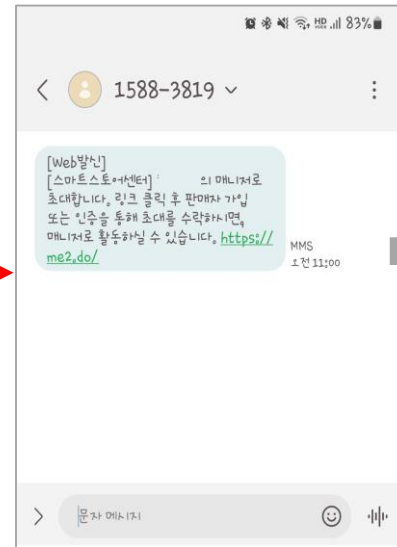 83%
1588-3819
[Web발신]
[스마트스토어센터] 의 매니저로
초대합니다. 링크 클릭 후 판매자 가입
또는 인증을 통해 초대를 수락하시면,
매니저로 활동하실 수 있습니다. https://
me2.do/
MMS
오전 11:00
문자 메시지